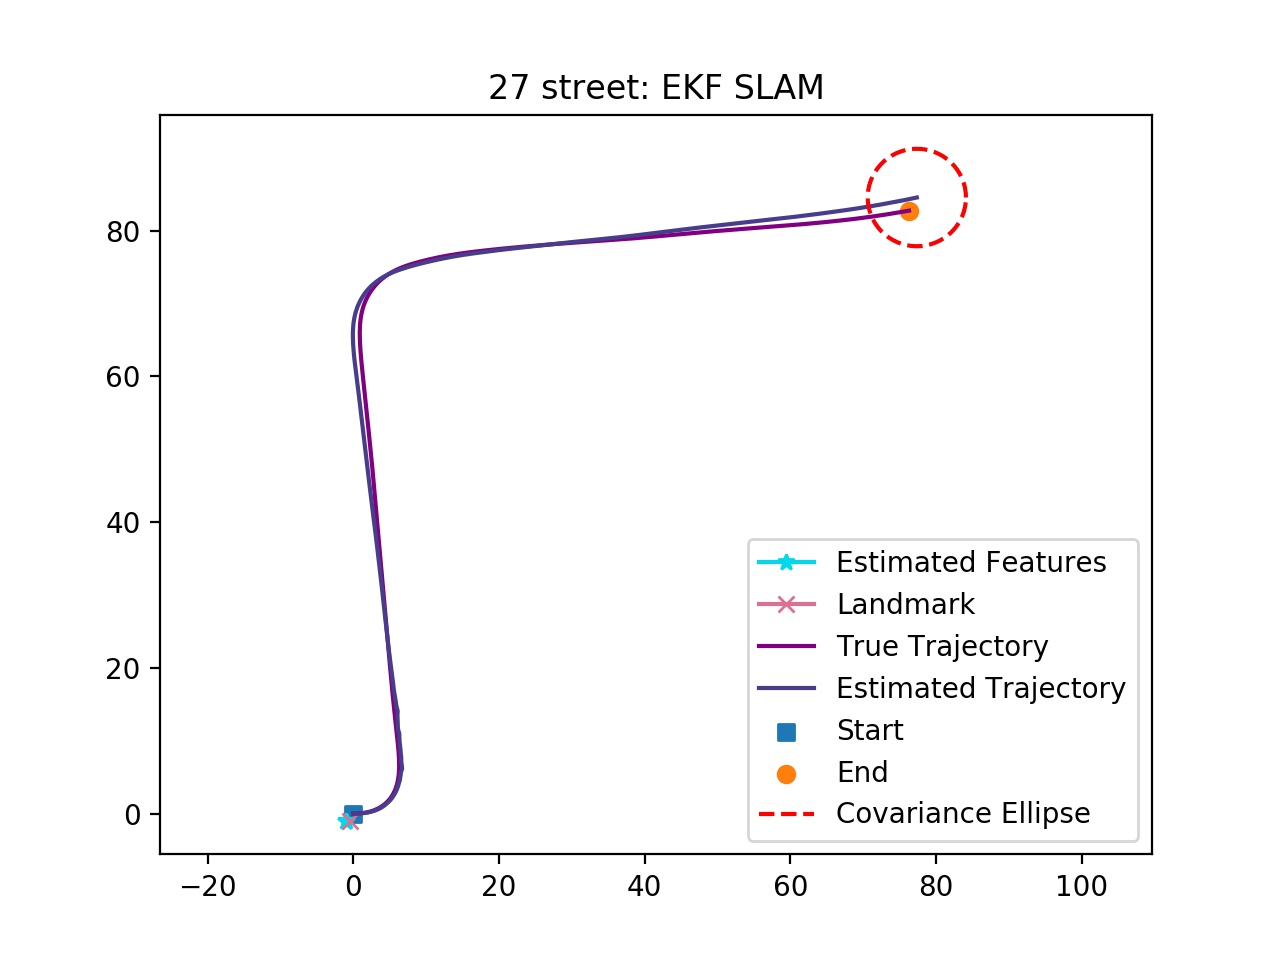 27 street: EKF SLAM
80
60
40
20
0
−20 0 20 40 60 80 100
Estimated Features
Landmark
True Trajectory
Estimated Trajectory
Start
End
Covariance Ellipse